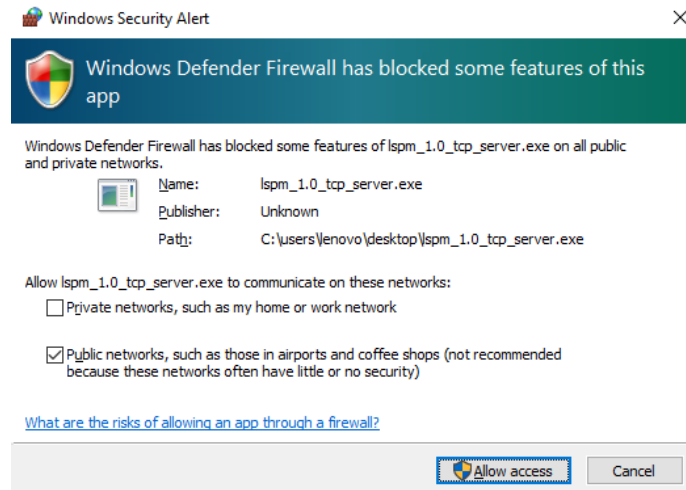 Windows Security Alert
Windows Defender Firewall has blocked some features of this
app
Windows Defender Firewall has blocked some features of lspm_1.0_tcp_server.exe on all public
and private networks.
Name: lspm_1.0_tcp_server.exe
Publisher: Unknown
Path: C:\users\lenovo\desktop\lspm_1.0_tcp_server.exe
Allow lspm_1.0_tcp_server.exe to communicate on these networks:
Private networks, such as my home or work network
Public networks, such as those in airports and coffee shops (not recommended
because these networks often have little or no security)
What are the risks of allowing an app through a firewall?
Allow access Cancel